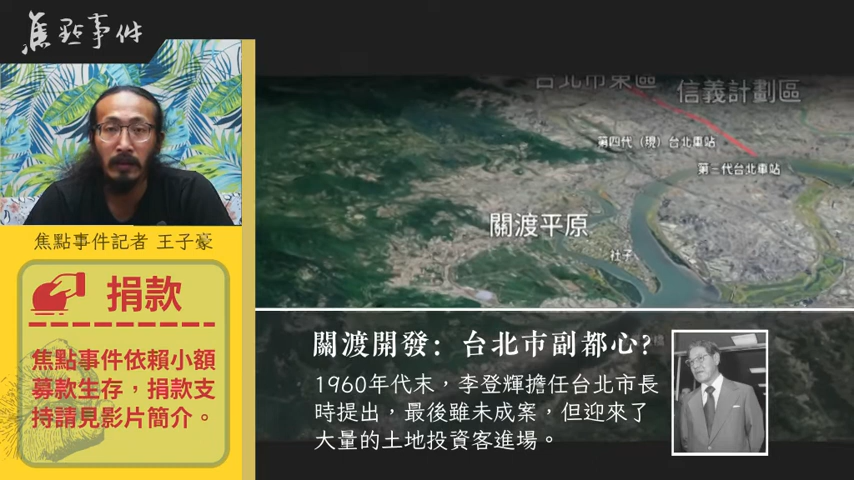 焦點事件
台北市東區
信義計劃區
第四代（現）台北車站
第三代台北車站
關渡平原
社子
焦點事件記者 王子豪
捐款
焦點事件依賴小額
募款生存，捐款支
持請見影片簡介。
關渡開發：台北市副都心?
1960年代末，李登輝擔任台北市長
時提出，最後雖未成案，但迎來了
大量的土地投資客進場。